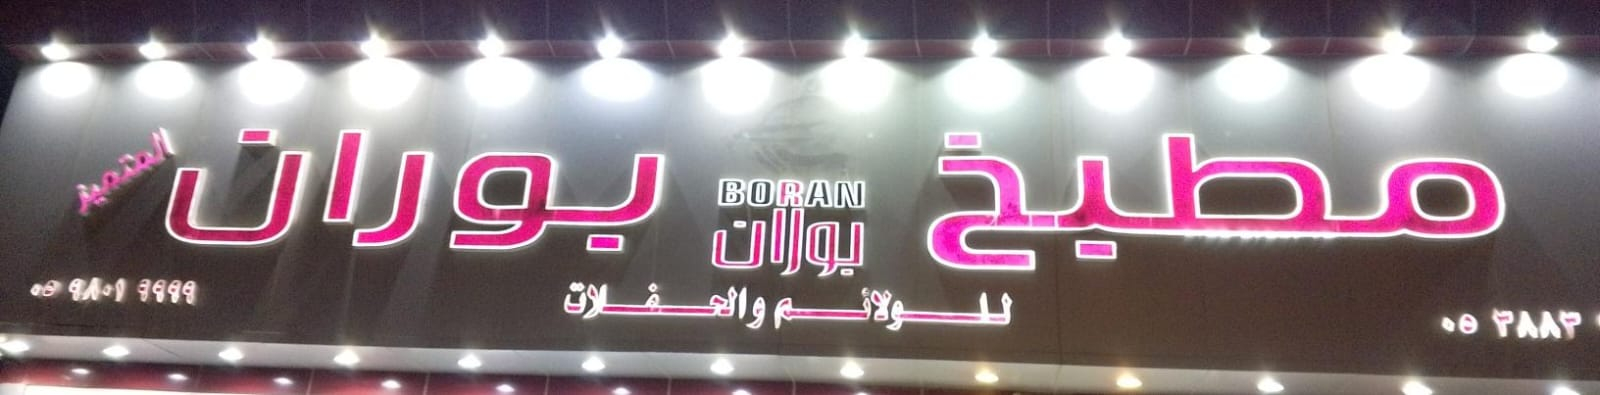 مطبخ بوران المتميز
BORAN
بوران
للولائم والحفلات
٠٥ ٩٨٠١ ٩٩٩٩
٠٥ ٣٨٨٣